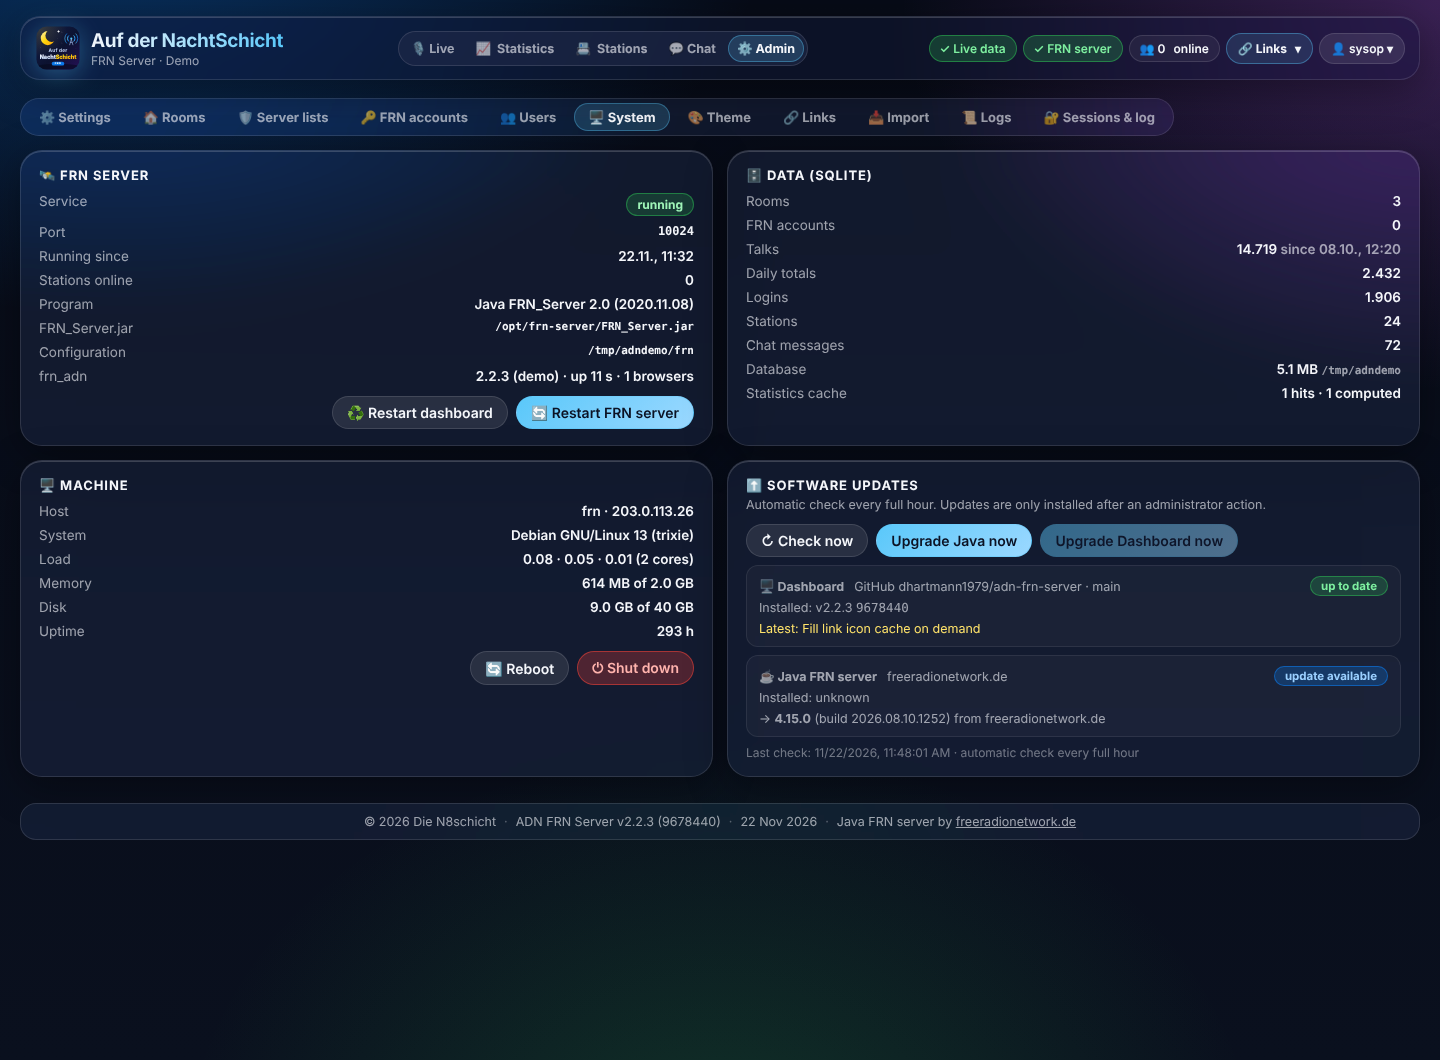 Auf der NachtSchicht
FRN Server · Demo
Live
Statistics
Stations
Chat
Admin
✓ Live data
✓ FRN server
0 online
Links ▾
sysop ▾
Settings
Rooms
Server lists
FRN accounts
Users
System
Theme
Links
Import
Logs
Sessions & log
FRN SERVER
Service running
Port 10024
Running since 22.11., 11:32
Stations online 0
Program Java FRN_Server 2.0 (2020.11.08)
FRN_Server.jar /opt/frn-server/FRN_Server.jar
Configuration /tmp/adndemo/frn
frn_adn 2.2.3 (demo) · up 11 s · 1 browsers
Restart dashboard
Restart FRN server
DATA (SQLITE)
Rooms 3
FRN accounts 0
Talks 14.719 since 08.10., 12:20
Daily totals 2.432
Logins 1.906
Stations 24
Chat messages 72
Database 5.1 MB /tmp/adndemo
Statistics cache 1 hits · 1 computed
MACHINE
Host frn · 203.0.113.26
System Debian GNU/Linux 13 (trixie)
Load 0.08 · 0.05 · 0.01 (2 cores)
Memory 614 MB of 2.0 GB
Disk 9.0 GB of 40 GB
Uptime 293 h
Reboot
Shut down
SOFTWARE UPDATES
Automatic check every full hour. Updates are only installed after an administrator action.
↻ Check now
Upgrade Java now
Upgrade Dashboard now
Dashboard GitHub dhartmann1979/adn-frn-server · main up to date
Installed: v2.2.3 9678440
Latest: Fill link icon cache on demand
Java FRN server freeradionetwork.de update available
Installed: unknown
→ 4.15.0 (build 2026.08.10.1252) from freeradionetwork.de
Last check: 11/22/2026, 11:48:01 AM · automatic check every full hour
© 2026 Die N8schicht · ADN FRN Server v2.2.3 (9678440) · 22 Nov 2026 · Java FRN server by freeradionetwork.de